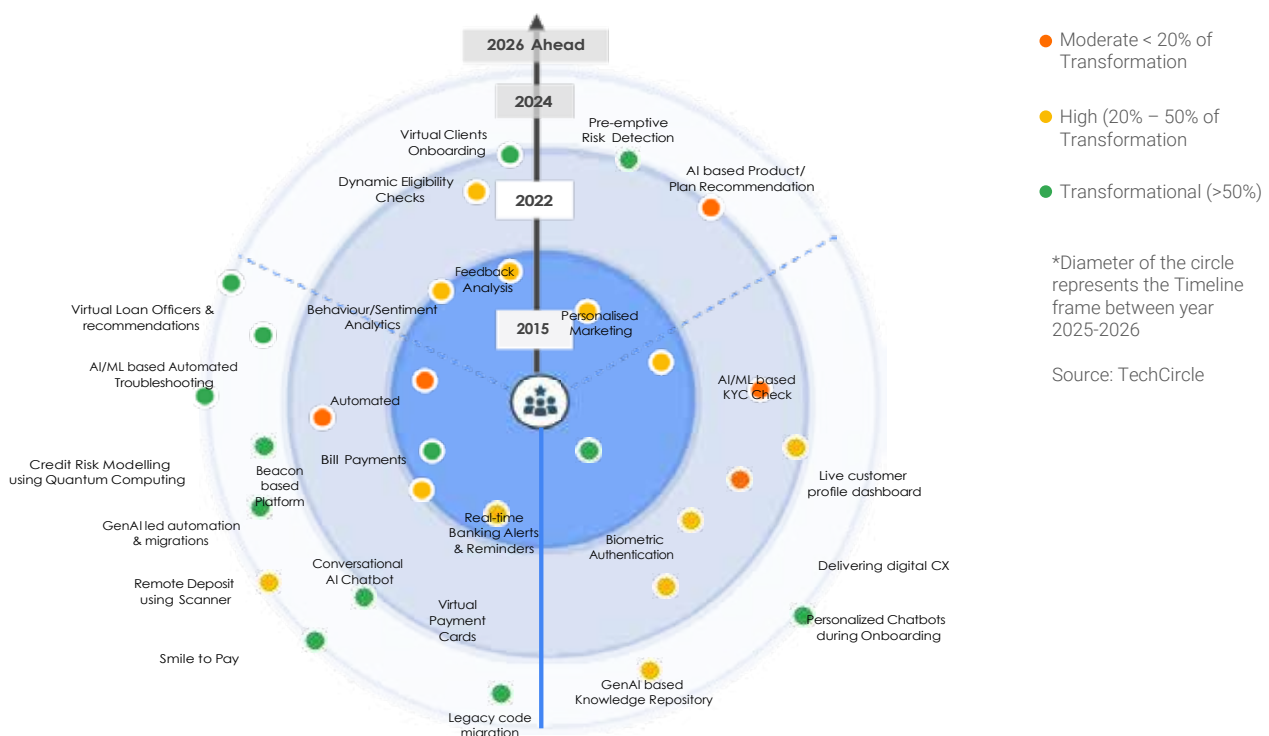 2026 Ahead
2024
Virtual Clients
Onboarding
Pre-emptive
Risk Detection
Dynamic Eligibility
Checks
AI based Product/
Plan Recommendation
2022
Feedback
Analysis
Behaviour/Sentiment
Analytics
Personalised
Marketing
2015
Virtual Loan Officers &
recommendations
AI/ML based Automated
Troubleshooting
Automated
AI/ML based
KYC Check
Bill Payments
Credit Risk Modelling
using Quantum Computing
Beacon
based
Platform
Live customer
profile dashboard
GenAI led automation
& migrations
Real-time
Banking Alerts
& Reminders
Biometric
Authentication
Conversational
AI Chatbot
Delivering digital CX
Remote Deposit
using Scanner
Virtual
Payment
Cards
Personalized Chatbots
during Onboarding
Smile to Pay
GenAI based
Knowledge Repository
Legacy code
migration
Moderate < 20% of
Transformation
High (20% – 50% of
Transformation
Transformational (>50%)
*Diameter of the circle
represents the Timeline
frame between year
2025-2026
Source: TechCircle